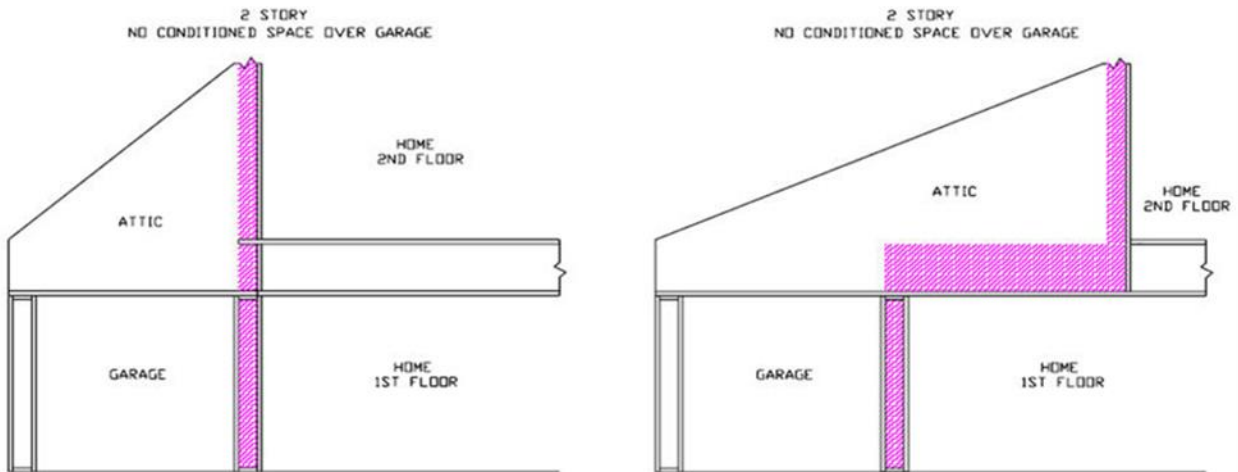 2 STORY
NO CONDITIONED SPACE OVER GARAGE
HOME
2ND FLOOR
ATTIC
GARAGE
HOME
1ST FLOOR
2 STORY
NO CONDITIONED SPACE OVER GARAGE
ATTIC
HOME
2ND FLOOR
GARAGE
HOME
1ST FLOOR